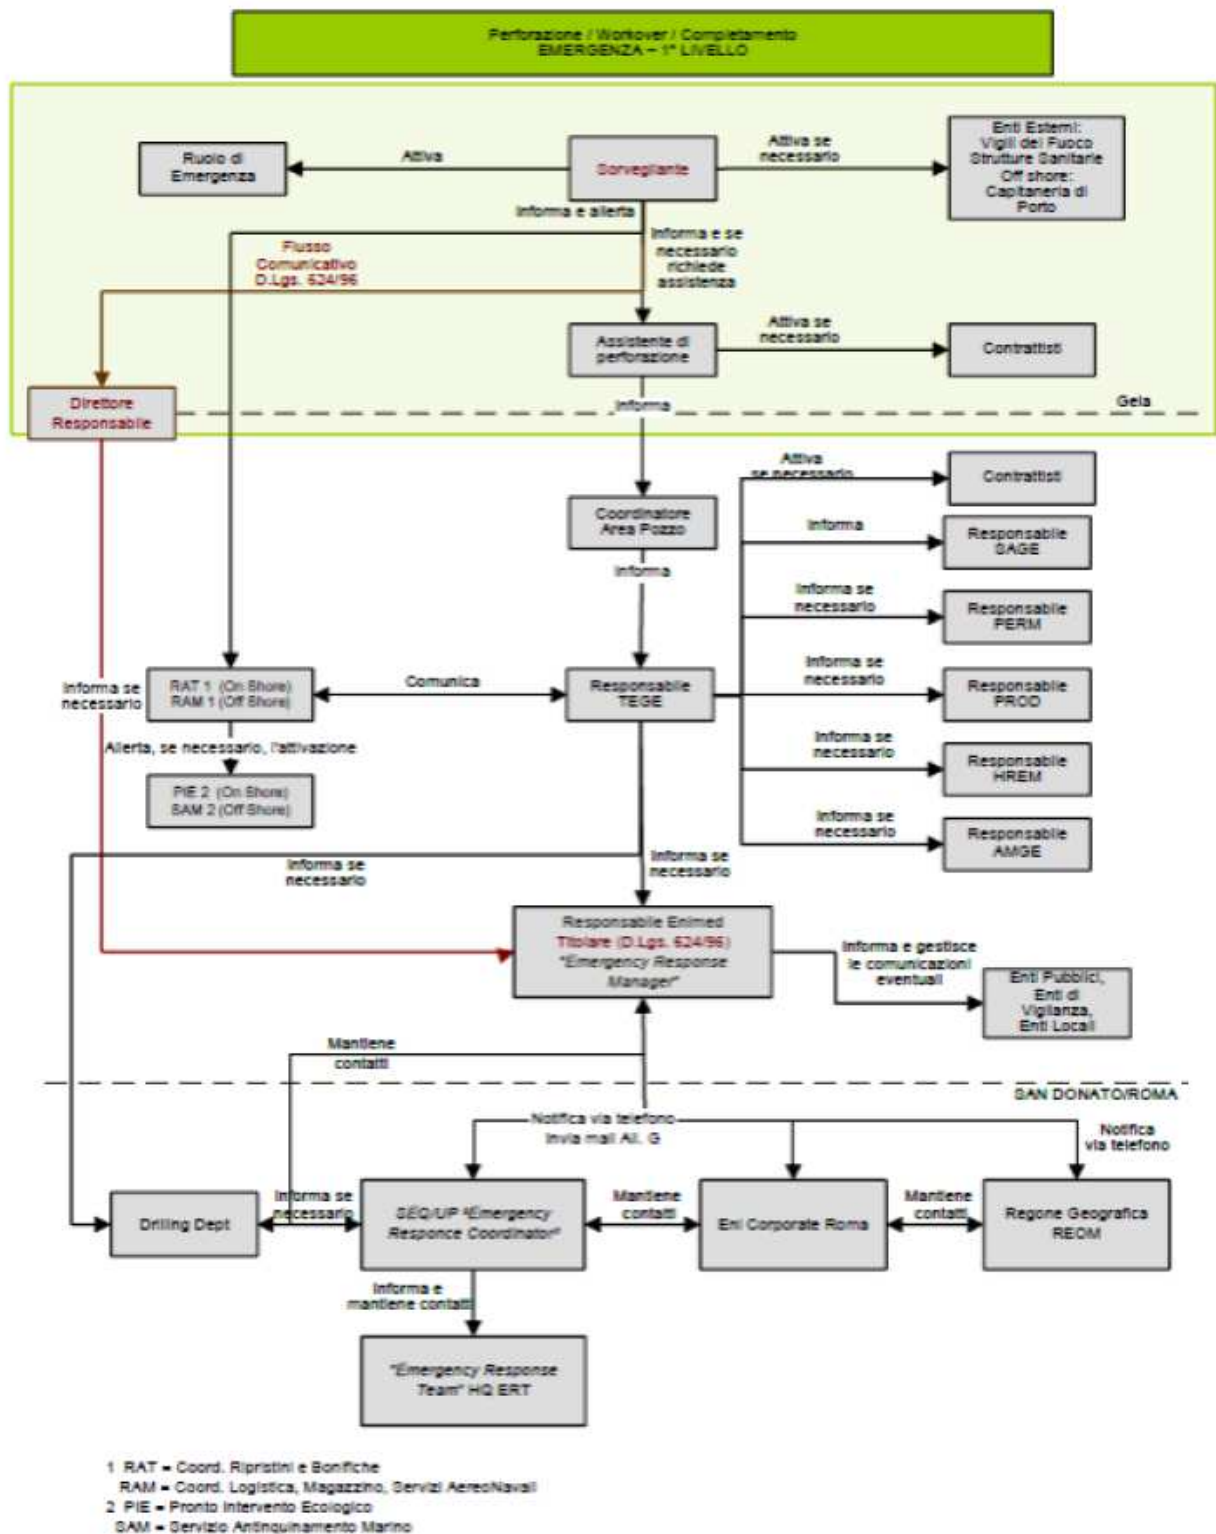 Perforazione / Workover / Completamento
EMERGENZA – 1° LIVELLO
Ruolo di
Emergenza
Attiva
Sorvegliante
Attiva se
necessario
Enti Esterni:
Vigili del Fuoco
Strutture Sanitarie
Off shore:
Capitaneria di
Porto
Informa e allerta
Flusso
Comunicativo
D.Lgs. 624/96
Informa e se
necessario
richiede
assistenza
Assistente di
perforazione
Attiva se
necessario
Contrattisti
Direttore
Responsabile
Informa
Gela
Coordinatore
Area Pozzo
Informa
Attiva
se necessario
Contrattisti
Informa
Responsabile
SAGE
Informa se
necessario
Responsabile
PERM
Informa se
necessario
RAT 1 (On Shore)
RAM 1 (Off Shore)
Comunica
Responsabile
TEGE
Informa se
necessario
Responsabile
PROD
Allerta, se necessario, l'attivazione
PIE 2 (On Shore)
SAM 2 (Off Shore)
Informa se
necessario
Responsabile
HREM
Informa se
necessario
Responsabile
AMGE
Informa se
necessario
Informa se
necessario
Responsabile Enimed
Titolare (D.Lgs. 624/96)
"Emergency Response
Manager"
Informa e gestisce
le comunicazioni
eventuali
Enti Pubblici,
Enti di
Vigilanza,
Enti Locali
Mantiene
contatti
SAN DONATO/ROMA
Notifica via telefono
Invia mail All. G
Notifica
via telefono
Drilling Dept
Informa se
necessario
SEQ/UP "Emergency
Responce Coordinator"
Mantiene
contatti
Eni Corporate Roma
Mantiene
contatti
Regone Geografica
REOM
Informa e
mantiene contatti
"Emergency Response
Team" HQ ERT
1 RAT = Coord. Ripristini e Bonifiche
RAM = Coord. Logistica, Magazzino, Servizi AereoNavali
2 PIE = Pronto Intervento Ecologico
SAM = Servizio Antinquinamento Marino